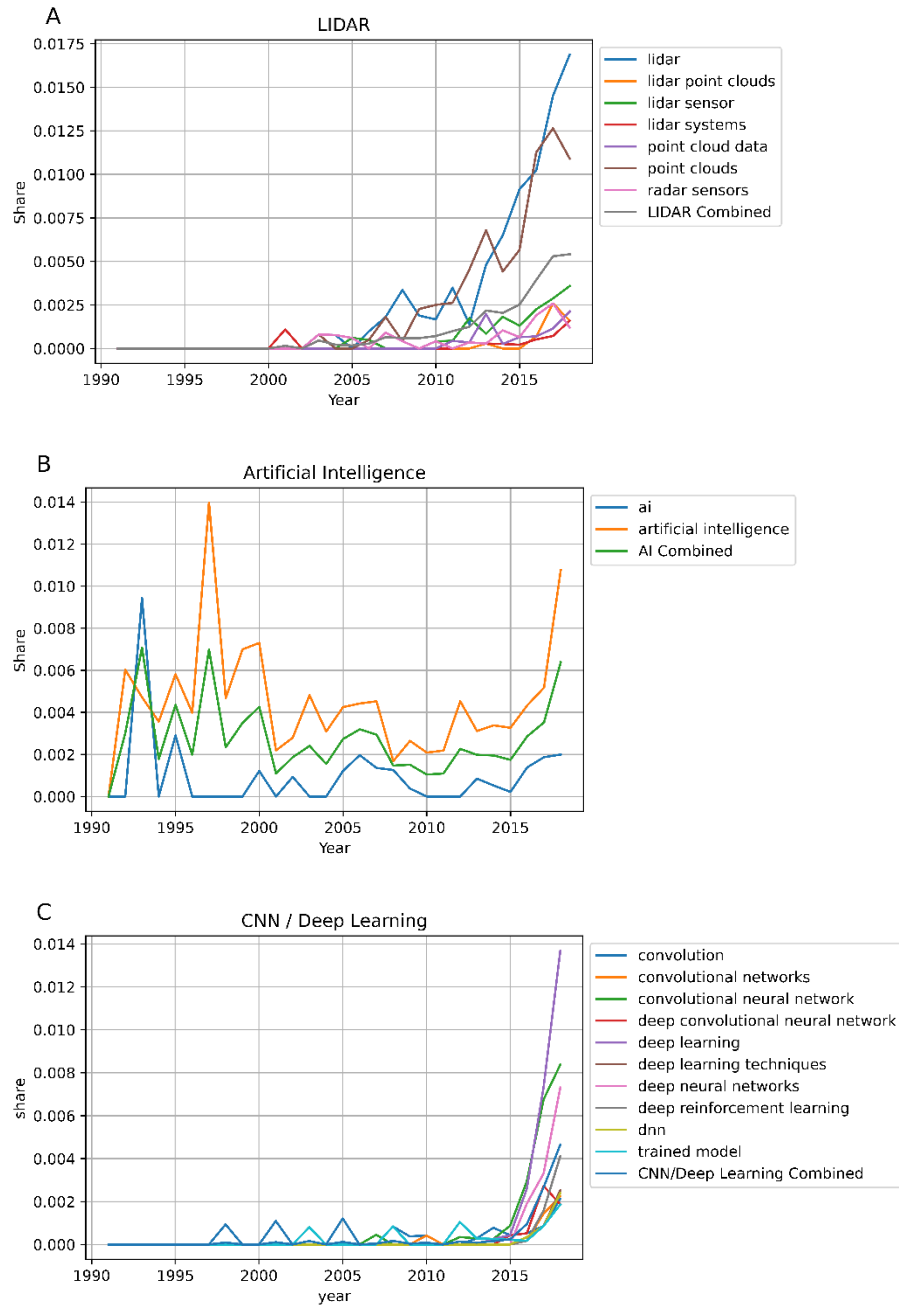 A
LIDAR
0.0175
0.0150
0.0125
0.0100
0.0075
0.0050
0.0025
0.0000
Share
1990 1995 2000 2005 2010 2015
Year
lidar
lidar point clouds
lidar sensor
lidar systems
point cloud data
point clouds
radar sensors
LIDAR Combined
B
Artificial Intelligence
0.014
0.012
0.010
0.008
0.006
0.004
0.002
0.000
Share
1990 1995 2000 2005 2010 2015
Year
ai
artificial intelligence
AI Combined
C
CNN / Deep Learning
0.014
0.012
0.010
0.008
0.006
0.004
0.002
0.000
share
1990 1995 2000 2005 2010 2015
year
convolution
convolutional networks
convolutional neural network
deep convolutional neural network
deep learning
deep learning techniques
deep neural networks
deep reinforcement learning
dnn
trained model
CNN/Deep Learning Combined